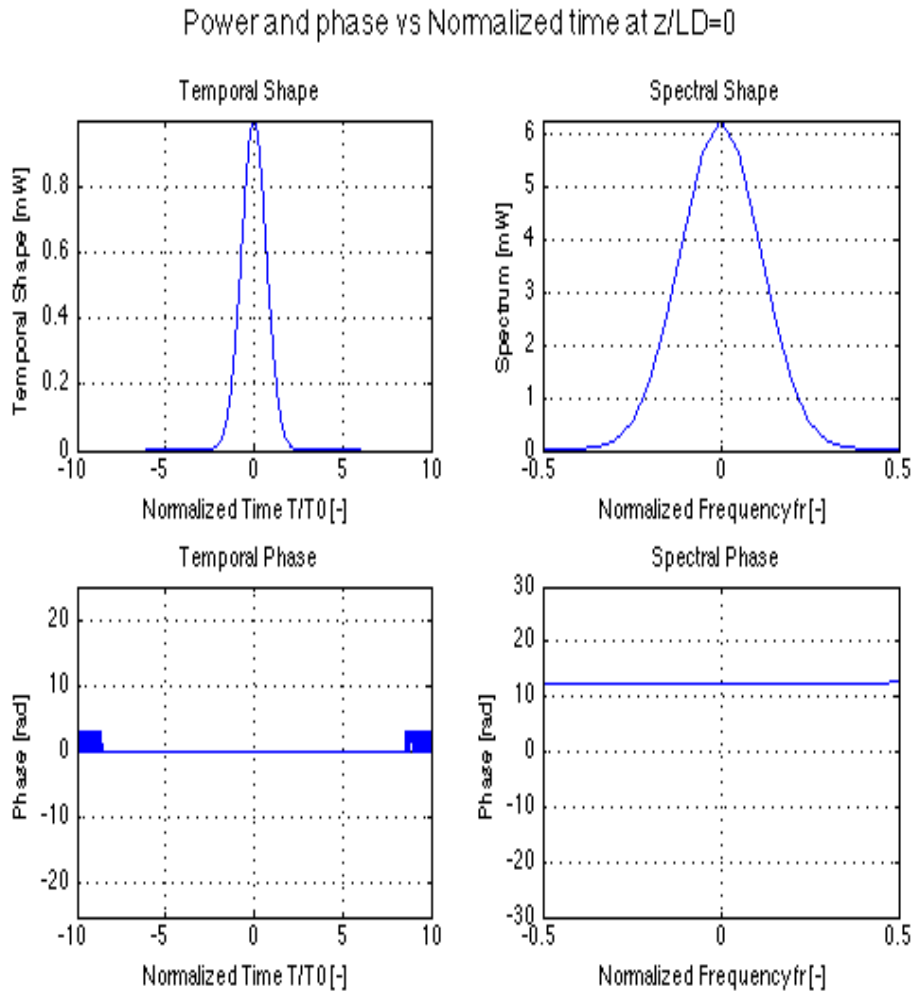 Power and phase vs Normalized time at z/LD=0
Temporal Shape
Temporal Shape [mW]
0.8
0.6
0.4
0.2
0
-10 -5 0 5 10
Normalized Time T/T0 [-]
Spectral Shape
Spectrum [mW]
6
5
4
3
2
1
0
-0.5 0 0.5
Normalized Frequency fr [-]
Temporal Phase
Phase [rad]
20
10
0
-10
-20
-10 -5 0 5 10
Normalized Time T/T0 [-]
Spectral Phase
Phase [rad]
30
20
10
0
-10
-20
-30
-0.5 0 0.5
Normalized Frequency fr [-]